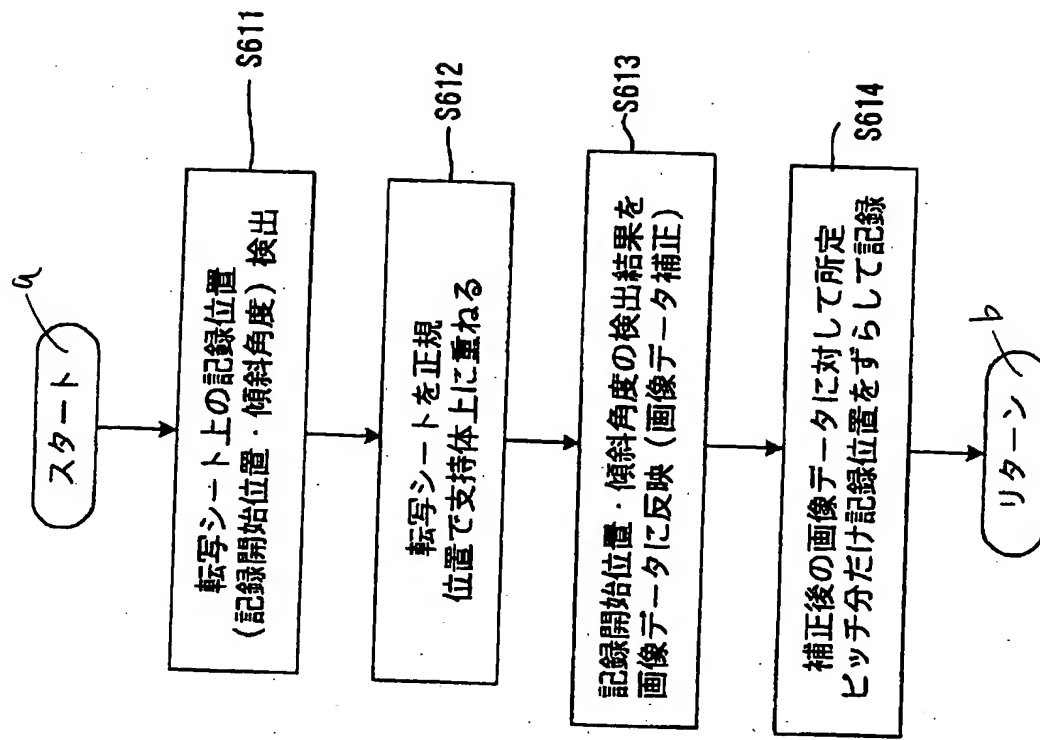 a
スタート
S611
転写シート上の記録位置
(記録開始位置・傾斜角度) 検出
S612
転写シートを正規
位置で支持体上に重ねる
S613
記録開始位置・傾斜角度の検出結果を
画像データに反映 (画像データ補正)
S614
補正後の画像データに対して所定
ピッチ分だけ記録位置をずらして記録
b
リターン